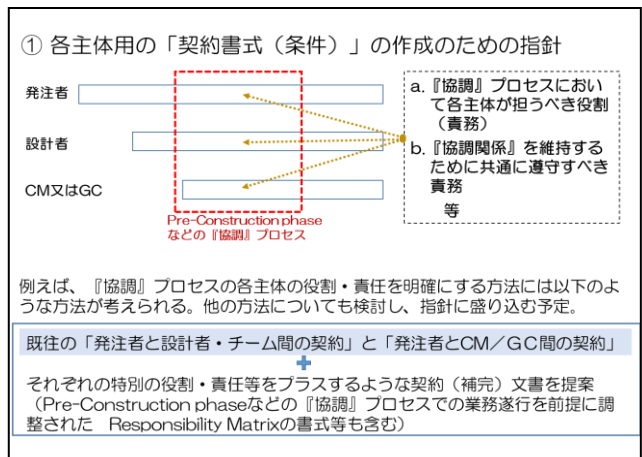 ① 各主体用の「契約書式（条件）」の作成のための指針
発注者
設計者
CM又はGC
Pre-Construction phase
などの『協調』プロセス
a. 『協調』プロセスにおい
て各主体が担うべき役割
（責務）
b. 『協調関係』を維持する
ために共通に遵守すべき
責務
等
例えば、『協調』プロセスの各主体の役割・責任を明確にする方法には以下のよ
うな方法が考えられる。他の方法についても検討し、指針に盛り込む予定。
既往の「発注者と設計者・チーム間の契約」と「発注者とCM／GC間の契約」
+
それぞれの特別の役割・責任等をプラスするような契約（補完）文書を提案
（Pre-Construction phaseなどの『協調』プロセスでの業務遂行を前提に調
整された　Responsibility Matrixの書式等も含む）